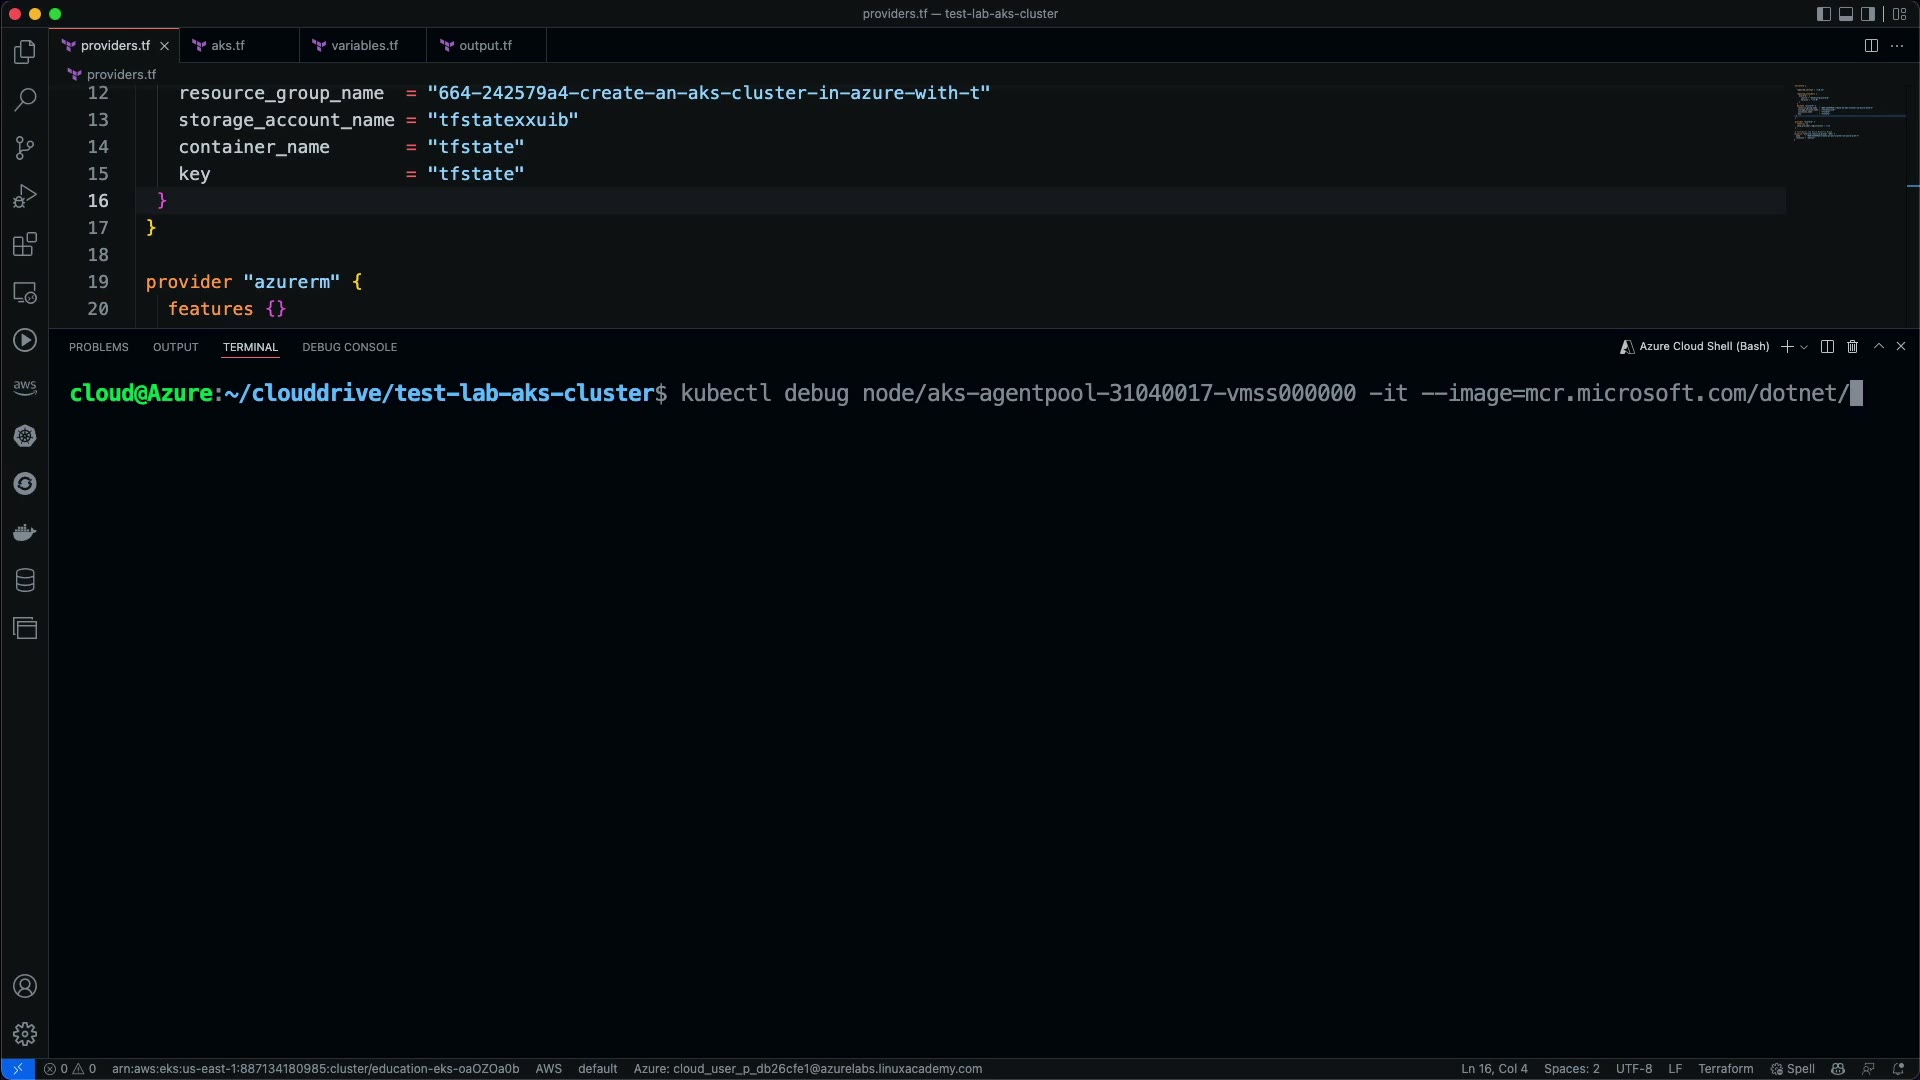 providers.tf — test-lab-aks-cluster
providers.tf
aks.tf
variables.tf
output.tf
providers.tf
12 resource_group_name = "664-242579a4-create-an-aks-cluster-in-azure-with-t"
13 storage_account_name = "tfstatexxuib"
14 container_name = "tfstate"
15 key = "tfstate"
16 }
17 }
18
19 provider "azurerm" {
20 features {}
PROBLEMS OUTPUT TERMINAL DEBUG CONSOLE
Azure Cloud Shell (Bash)
cloud@Azure:~/clouddrive/test-lab-aks-cluster$ kubectl debug node/aks-agentpool-31040017-vmss000000 -it --image=mcr.microsoft.com/dotnet/
aws
0 0 arn:aws:eks:us-east-1:887134180985:cluster/education-eks-oaOZOa0b AWS default Azure: cloud_user_p_db26cfe1@azurelabs.linuxacademy.com Ln 16, Col 4 Spaces: 2 UTF-8 LF Terraform Spell